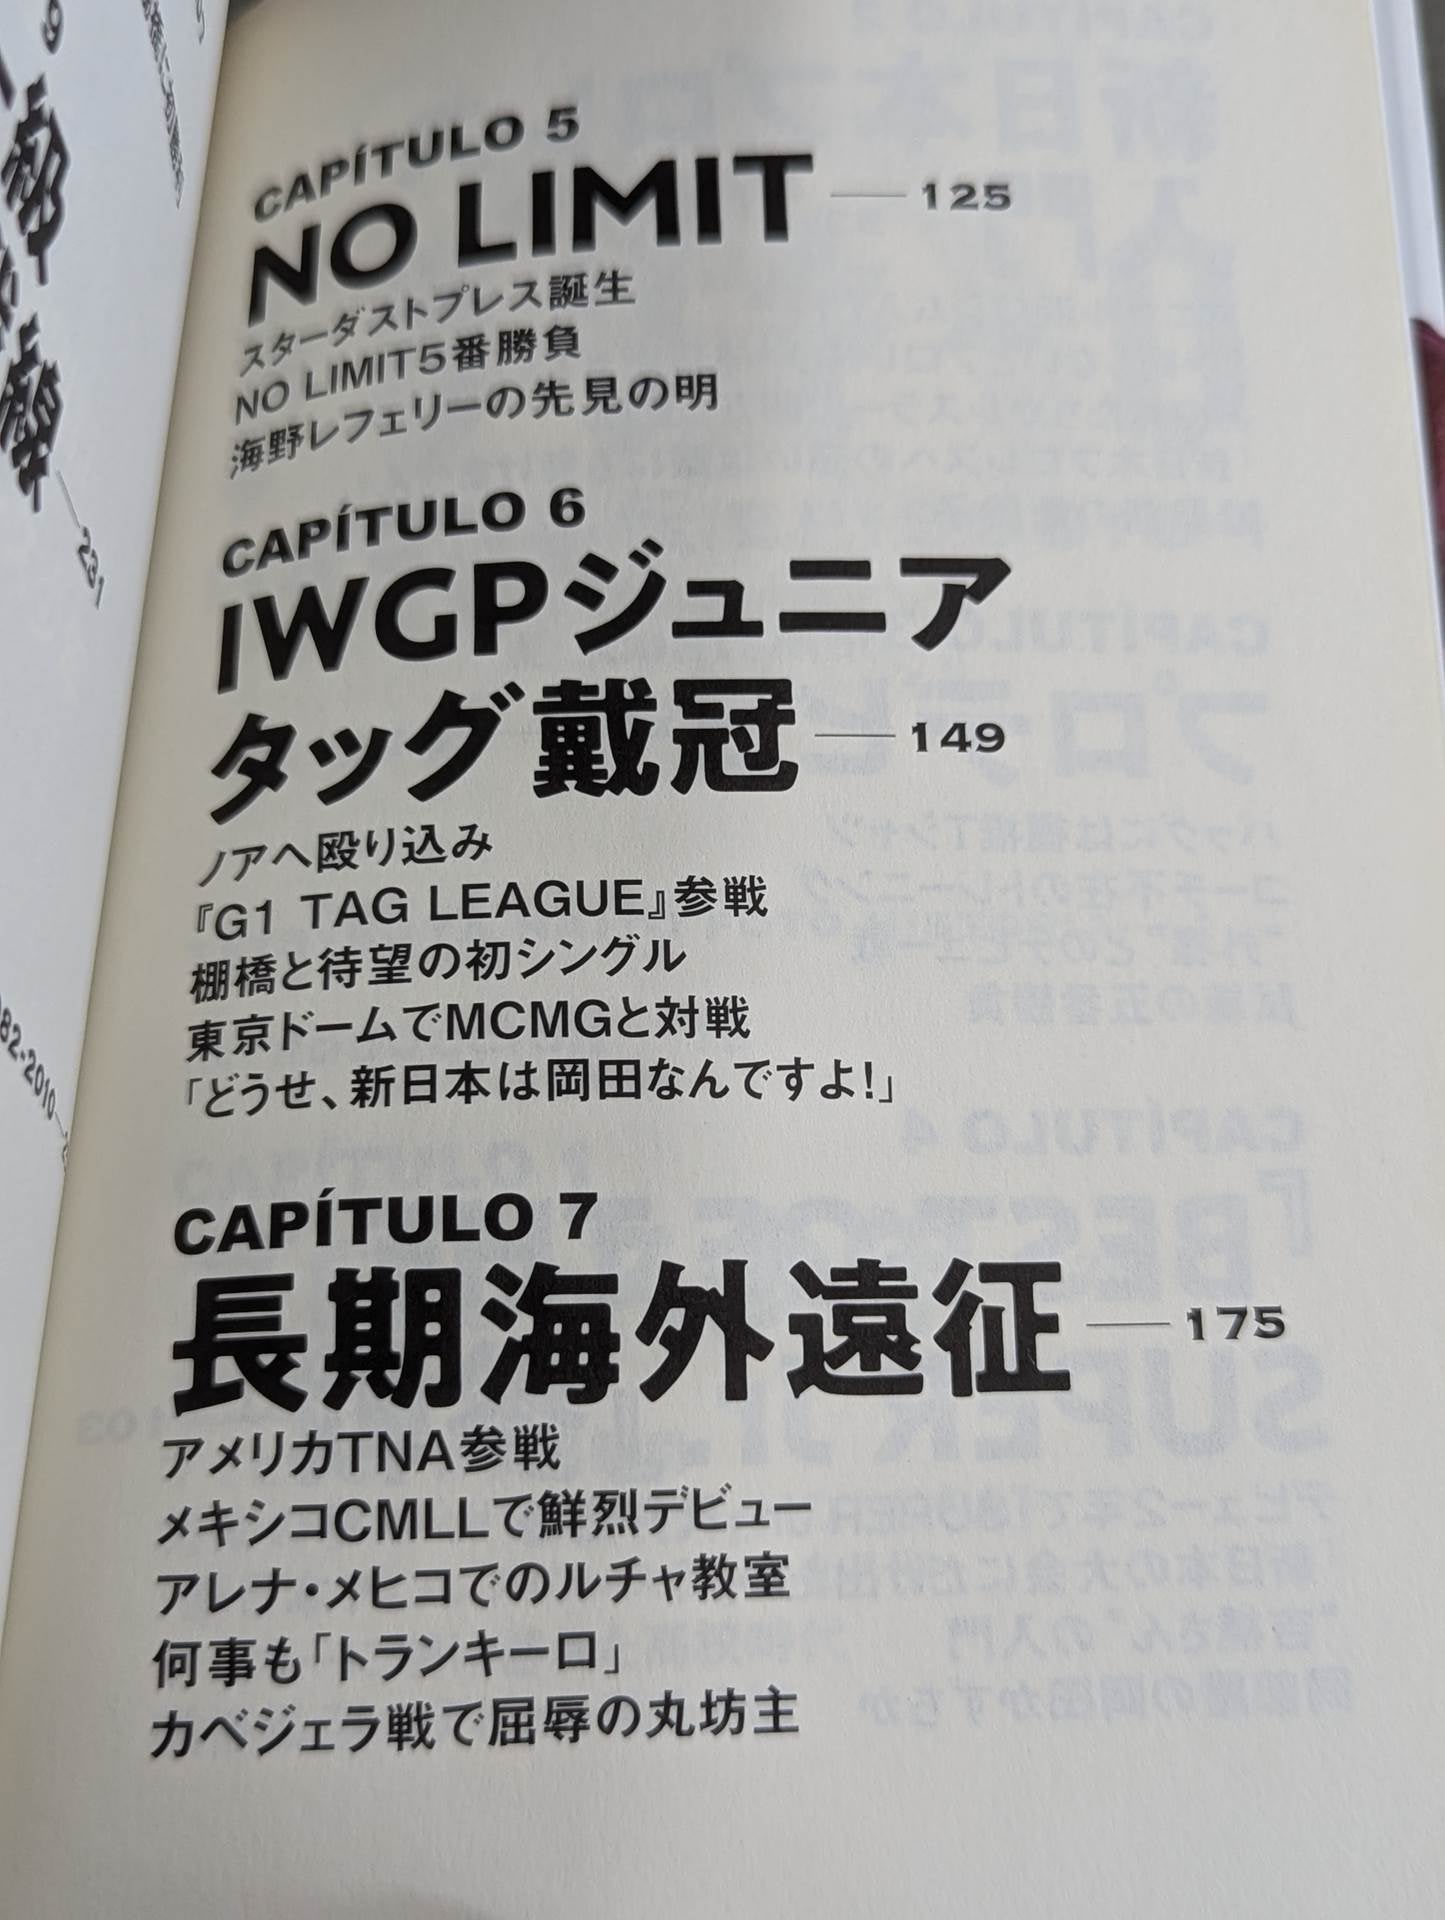 CAPÍTULO 5
NO LIMIT — 125
スターダストプレス誕生
NO LIMIT5番勝負
海野レフェリーの先見の明
CAPÍTULO 6
IWGPジュニア
タッグ戴冠 — 149
ノアへ殴り込み
『G1 TAG LEAGUE』参戦
棚橋と待望の初シングル
東京ドームでMCMGと対戦
「どうせ、新日本は岡田なんですよ!」
CAPÍTULO 7
長期海外遠征 — 175
アメリカTNA参戦
メキシコCMLLで鮮烈デビュー
アレナ・メヒコでのルチャ教室
何事も「トランキーロ」
カベジェラ戦で屈辱の丸坊主
231
82-2010